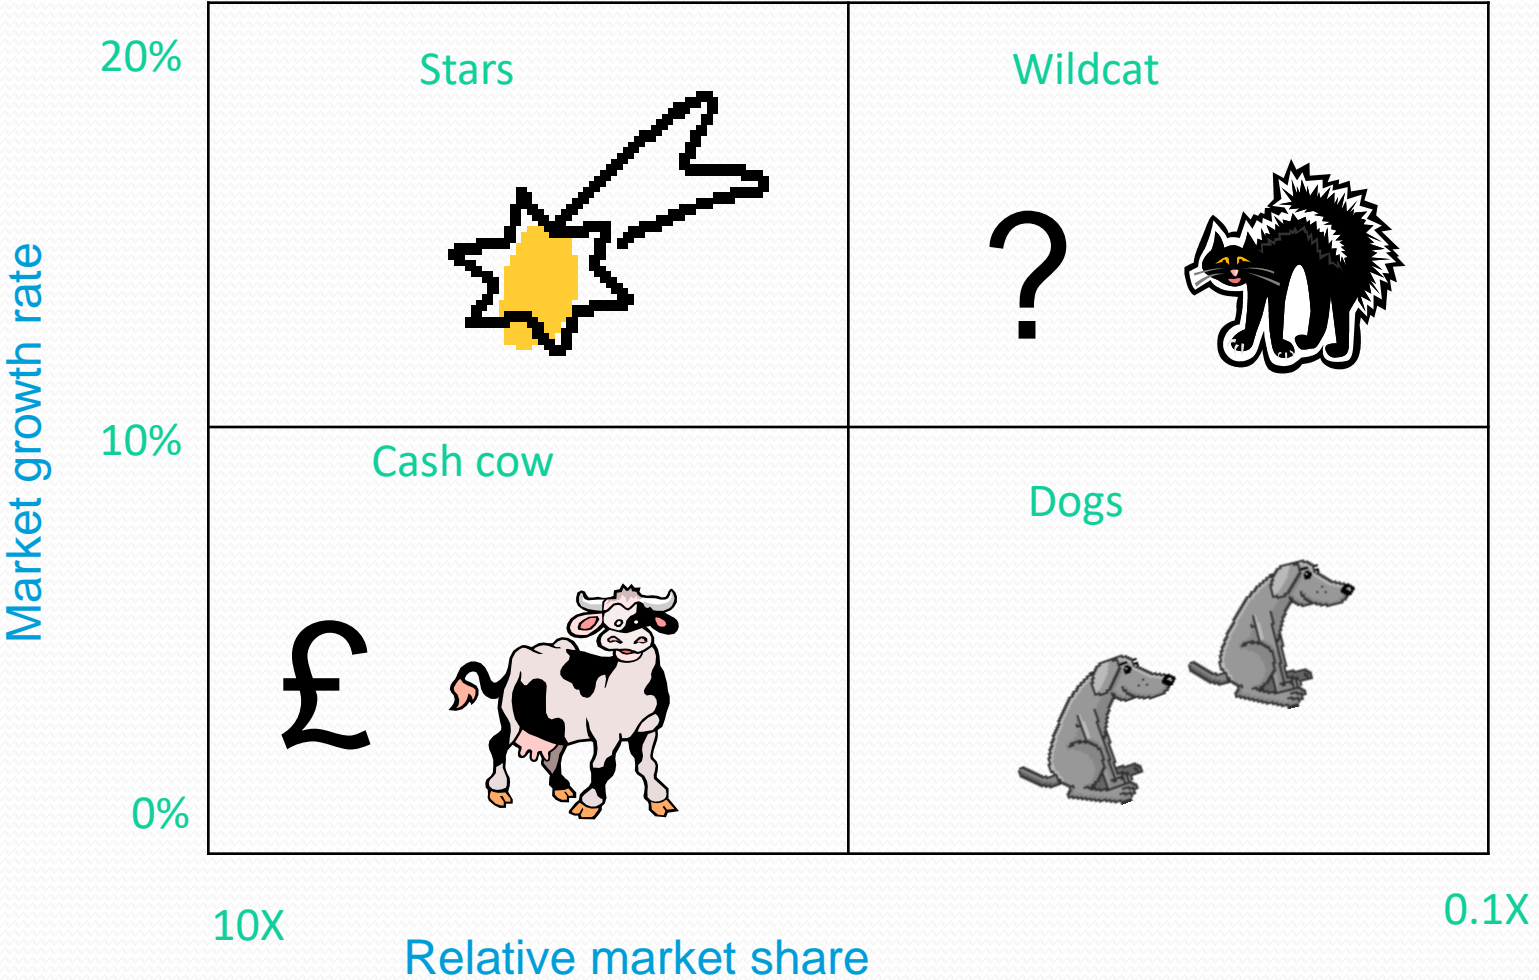 20%
Stars
Wildcat
?
Market growth rate
10%
Cash cow
Dogs
£
0%
10X
0.1X
Relative market share